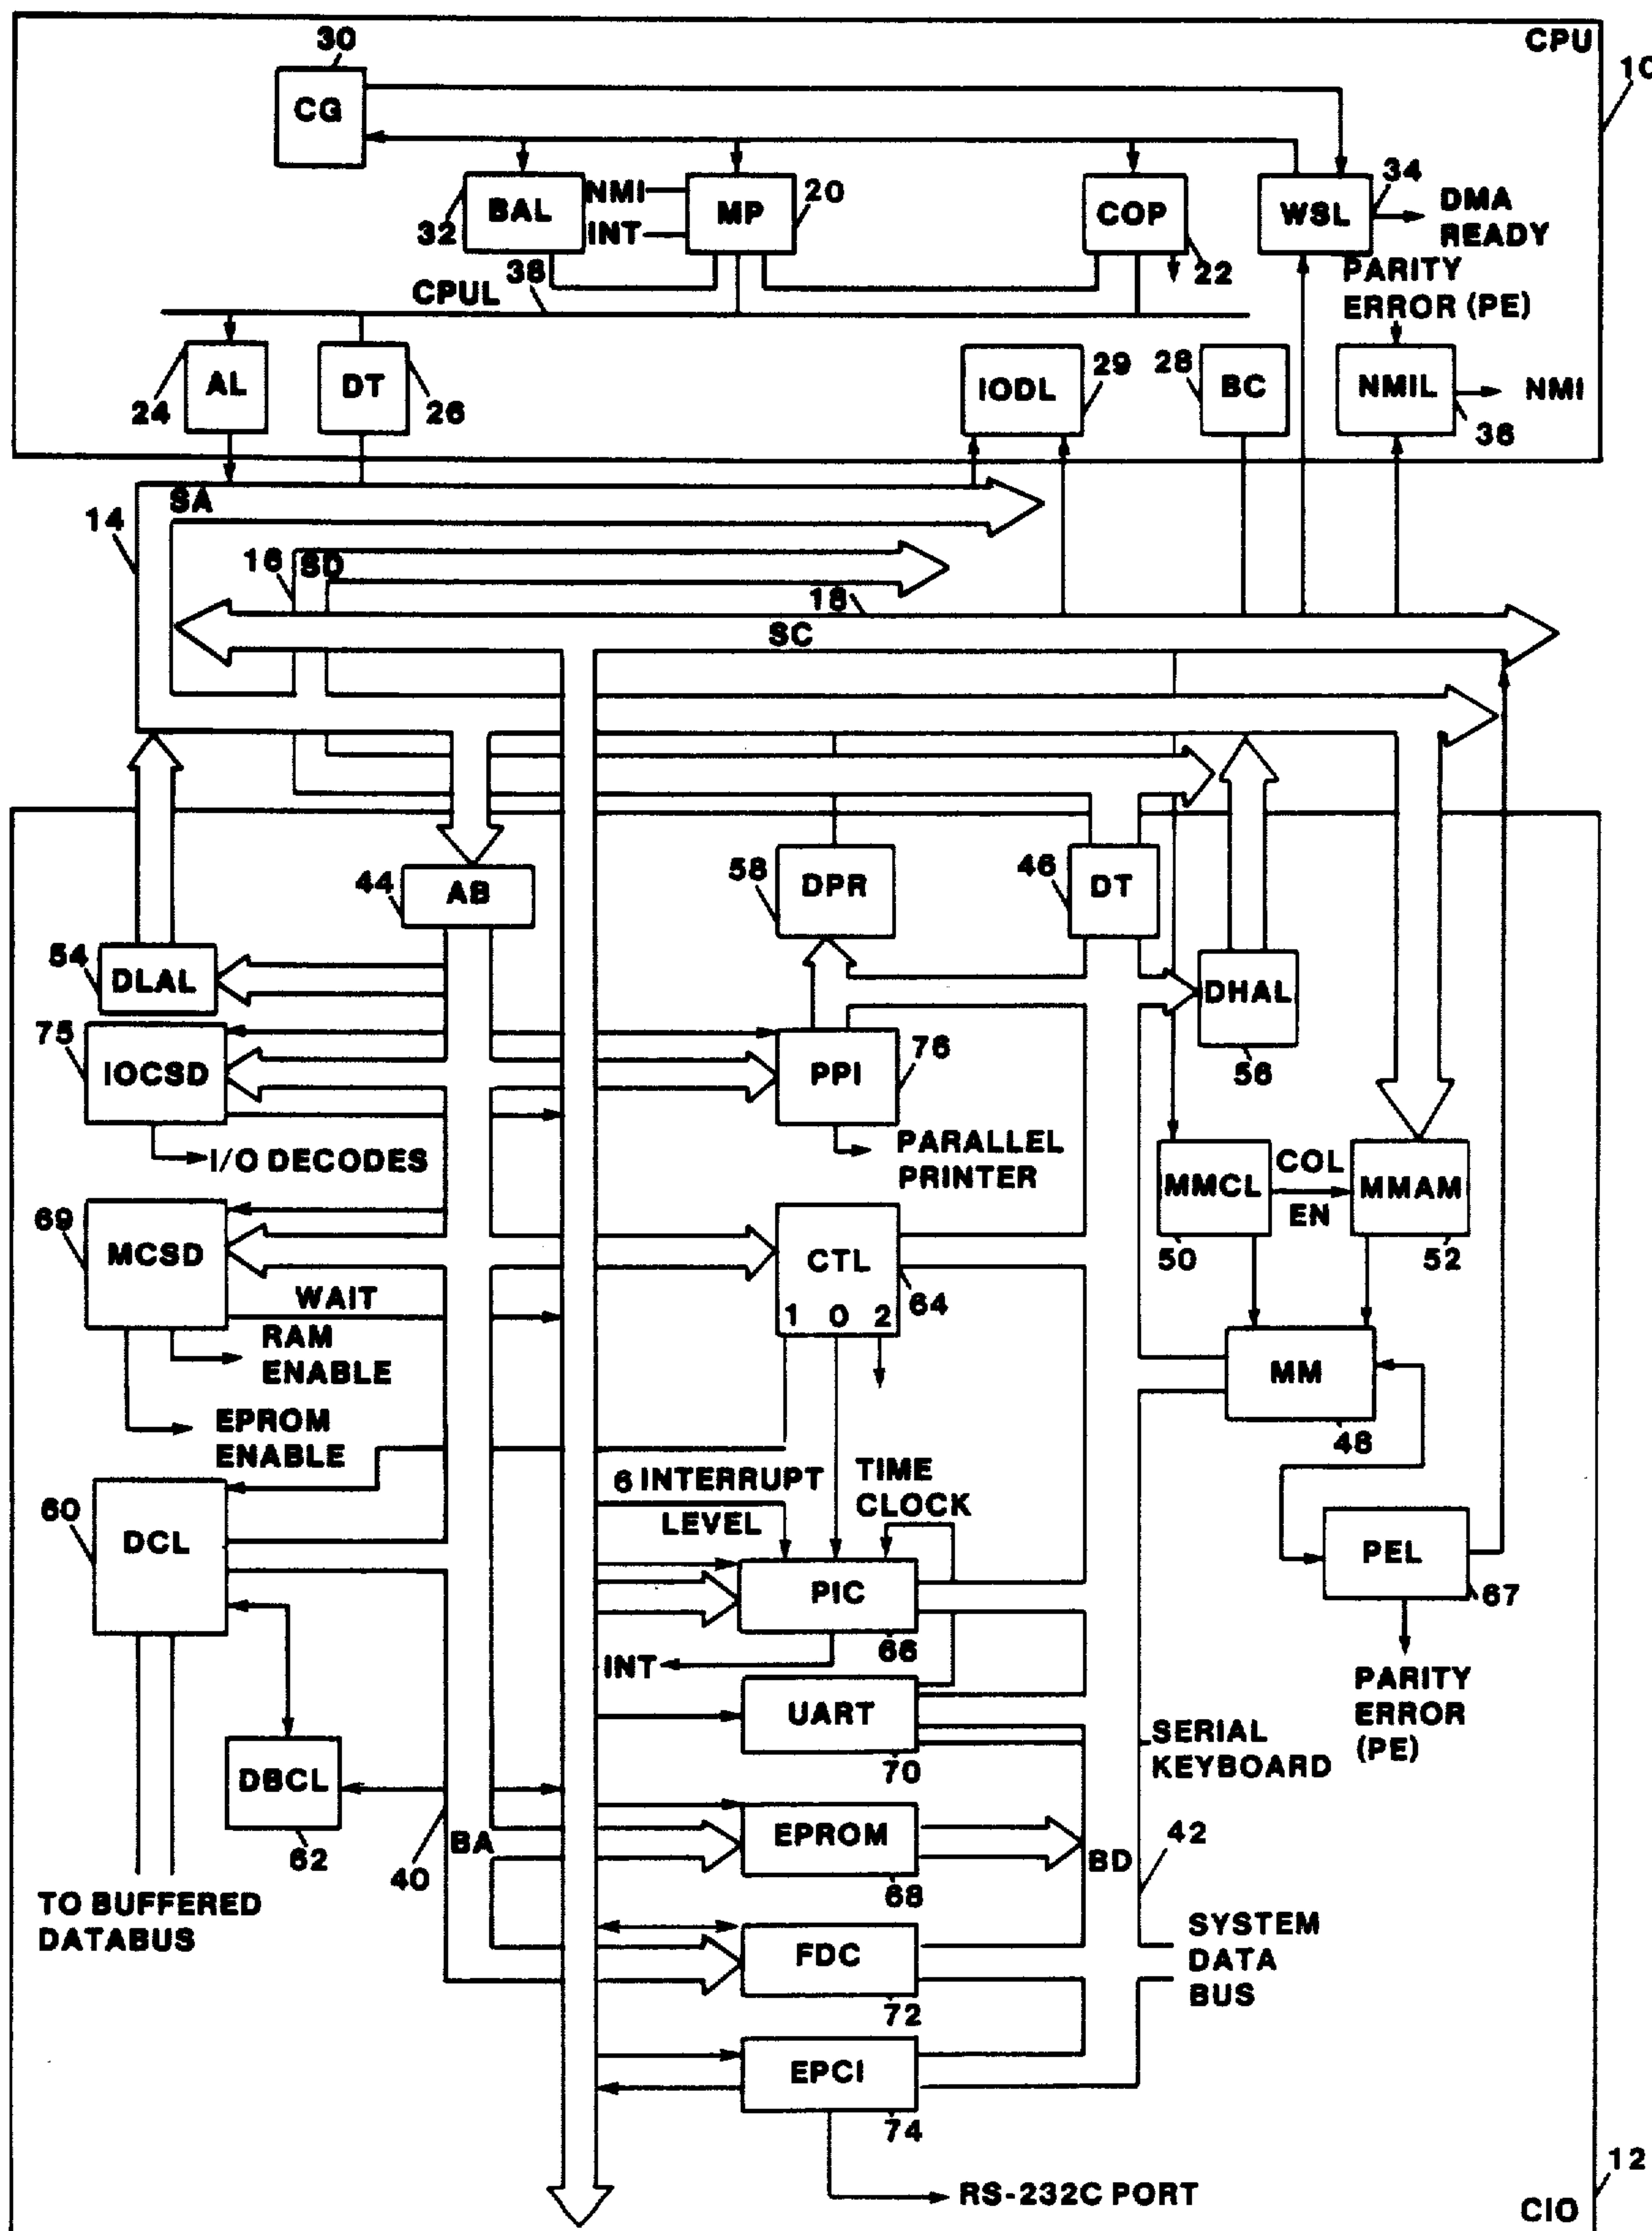 CPU
30
10
CG
34
BAL
NMI
MP
20
COP
WSL
DMA
READY
32
INT
22
PARITY
ERROR (PE)
CPUL
38
AL
DT
IODL
29
28
BC
NMIL
NMI
24
26
36
SA
14
16
SD
18
SC
44
AB
58
DPR
46
DT
54
DLAL
DHAL
56
75
IOCSD
PPI
76
I/O DECODES
PARALLEL
PRINTER
MMCL
COL
EN
MMAM
50
52
69
MCSD
CTL
64
1 0 2
WAIT
RAM
ENABLE
EPROM
ENABLE
MM
48
6 INTERRUPT
LEVEL
TIME
CLOCK
60
DCL
PIC
66
PEL
67
INT
UART
70
PARITY
ERROR
(PE)
SERIAL
KEYBOARD
DBCL
62
40
BA
EPROM
68
BD
42
TO BUFFERED
DATABUS
FDC
72
SYSTEM
DATA
BUS
EPCI
74
RS-232C PORT
12
CIO